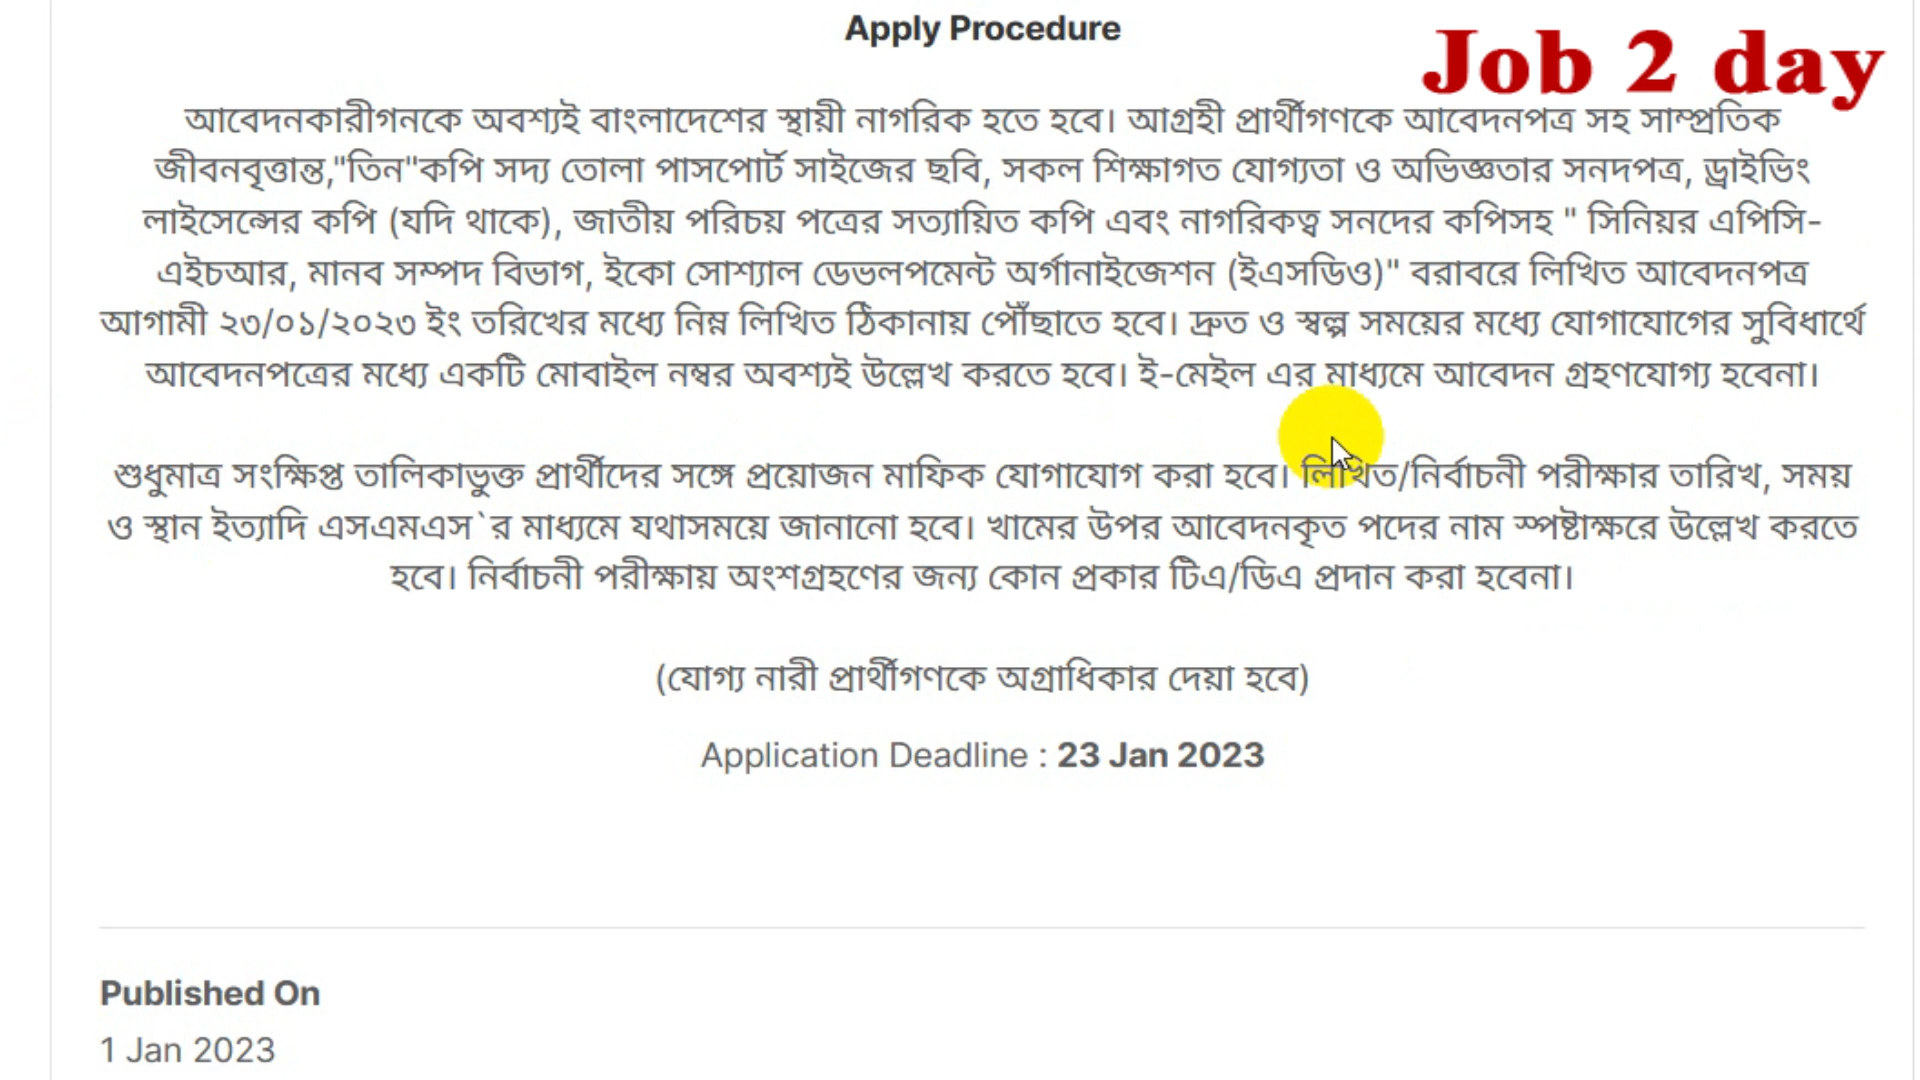 Apply Procedure
Job 2 day
আবেদনকারীগনকে অবশ্যই বাংলাদেশের স্থায়ী নাগরিক হতে হবে। আগ্রহী প্রার্থীগণকে আবেদনপত্র সহ সাম্প্রতিক
জীবনবৃত্তান্ত,"তিন"কপি সদ্য তোলা পাসপোর্ট সাইজের ছবি, সকল শিক্ষাগত যোগ্যতা ও অভিজ্ঞতার সনদপত্র, ড্রাইভিং
লাইসেন্সের কপি (যদি থাকে), জাতীয় পরিচয় পত্রের সত্যায়িত কপি এবং নাগরিকত্ব সনদের কপিসহ " সিনিয়র এপিসি-
এইচআর, মানব সম্পদ বিভাগ, ইকো সোশ্যাল ডেভলপমেন্ট অর্গানাইজেশন (ইএসডিও)" বরাবরে লিখিত আবেদনপত্র
আগামী ২৩/০১/২০২৩ ইং তরিখের মধ্যে নিম্ন লিখিত ঠিকানায় পৌঁছাতে হবে। দ্রুত ও স্বল্প সময়ের মধ্যে যোগাযোগের সুবিধার্থে
আবেদনপত্রের মধ্যে একটি মোবাইল নম্বর অবশ্যই উল্লেখ করতে হবে। ই-মেইল এর মাধ্যমে আবেদন গ্রহণযোগ্য হবেনা।
শুধুমাত্র সংক্ষিপ্ত তালিকাভুক্ত প্রার্থীদের সঙ্গে প্রয়োজন মাফিক যোগাযোগ করা হবে। লিখিত/নির্বাচনী পরীক্ষার তারিখ, সময়
ও স্থান ইত্যাদি এসএমএস`র মাধ্যমে যথাসময়ে জানানো হবে। খামের উপর আবেদনকৃত পদের নাম স্পষ্টাক্ষরে উল্লেখ করতে
হবে। নির্বাচনী পরীক্ষায় অংশগ্রহণের জন্য কোন প্রকার টিএ/ডিএ প্রদান করা হবেনা।
(যোগ্য নারী প্রার্থীগণকে অগ্রাধিকার দেয়া হবে)
Application Deadline : 23 Jan 2023
Published On
1 Jan 2023